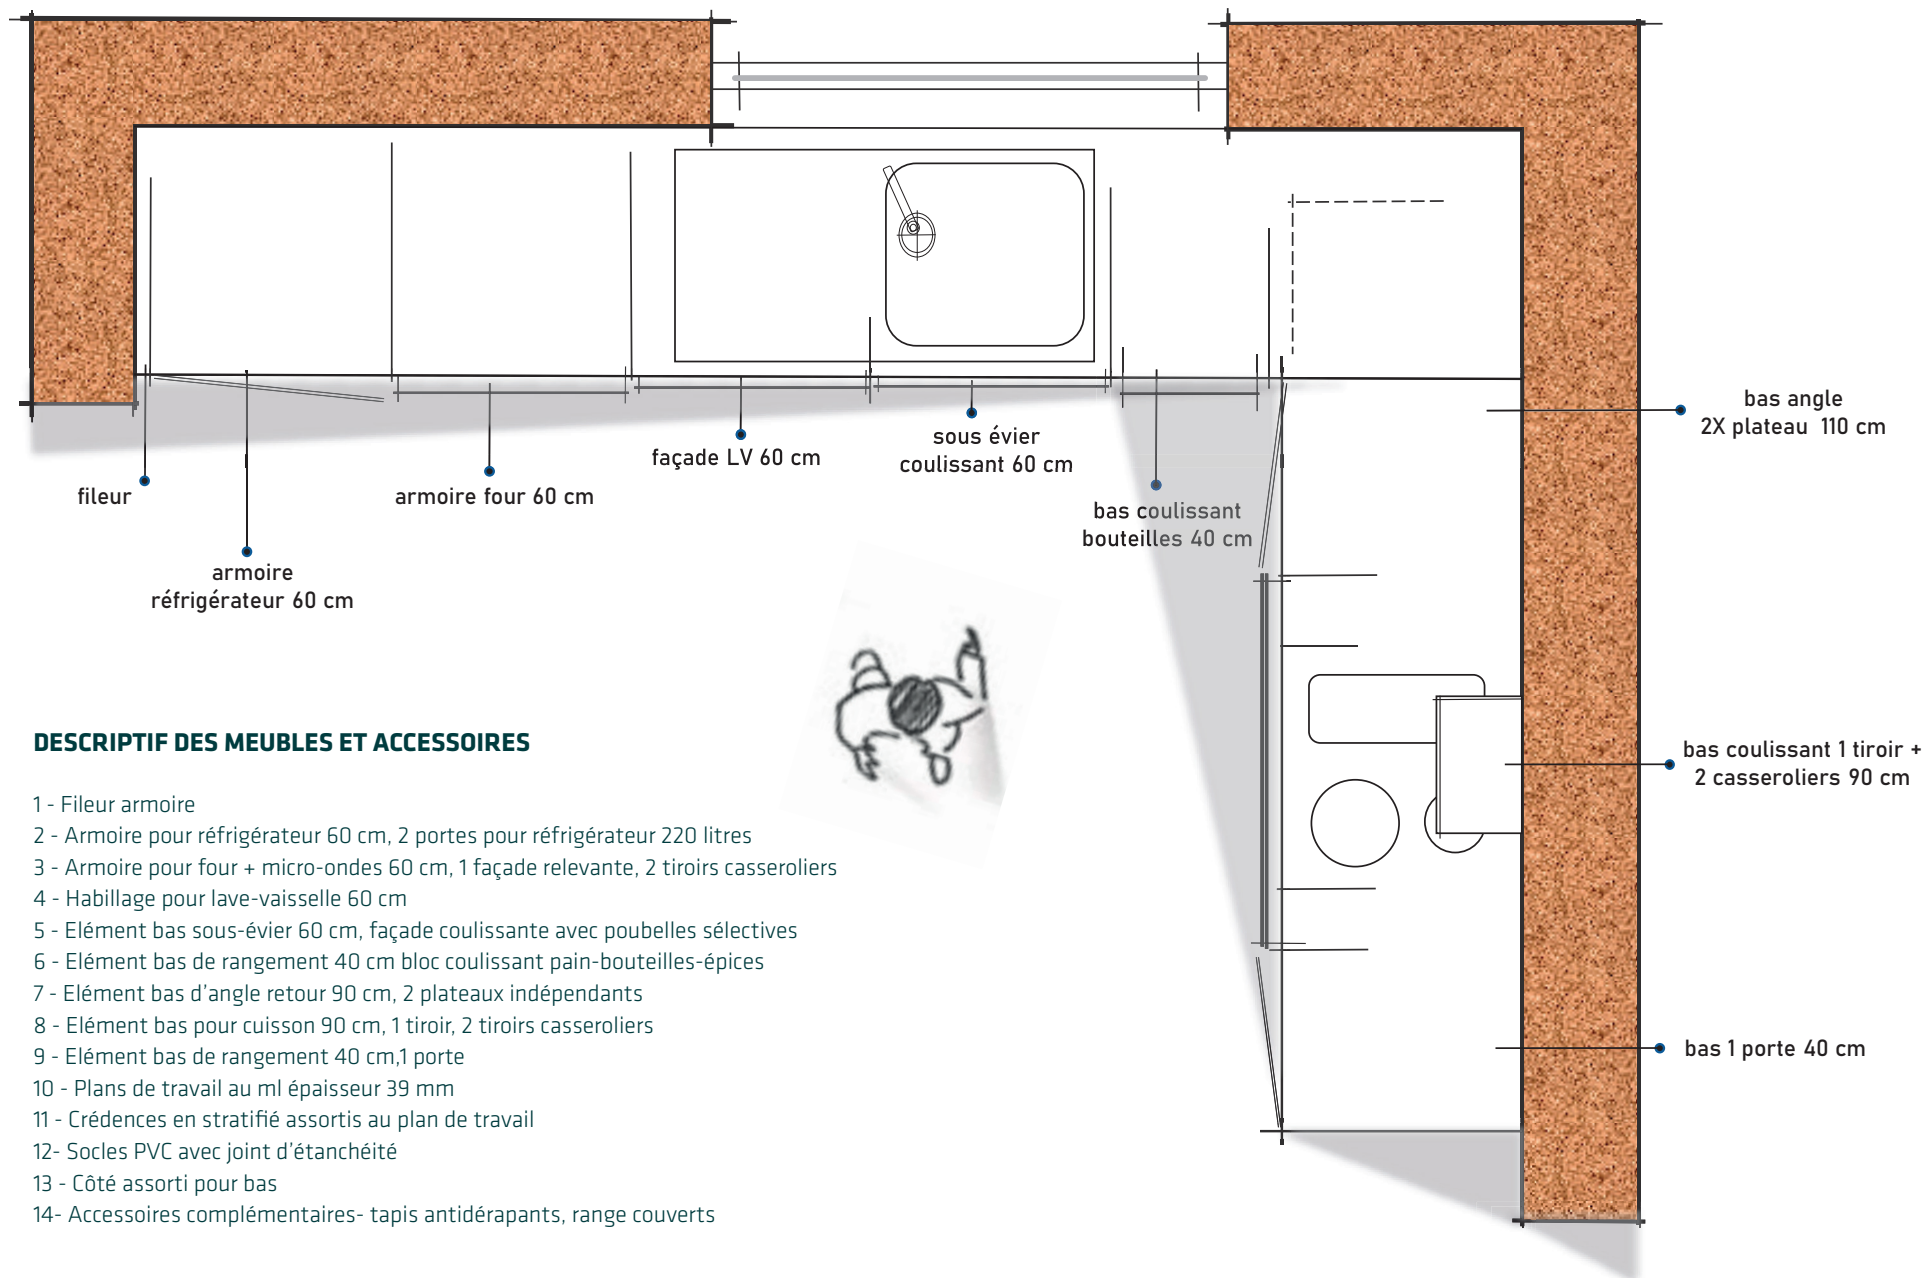 bas angle
2X plateau 110 cm
façade LV 60 cm
sous évier
coulissant 60 cm
fileur
armoire four 60 cm
bas coulissant
bouteilles 40 cm
armoire
réfrigérateur 60 cm
bas coulissant 1 tiroir +
2 casseroliers 90 cm
bas 1 porte 40 cm
DESCRIPTIF DES MEUBLES ET ACCESSOIRES
1 - Fileur armoire
2 - Armoire pour réfrigérateur 60 cm, 2 portes pour réfrigérateur 220 litres
3 - Armoire pour four + micro-ondes 60 cm, 1 façade relevante, 2 tiroirs casseroliers
4 - Habillage pour lave-vaisselle 60 cm
5 - Elément bas sous-évier 60 cm, façade coulissante avec poubelles sélectives
6 - Elément bas de rangement 40 cm bloc coulissant pain-bouteilles-épices
7 - Elément bas d'angle retour 90 cm, 2 plateaux indépendants
8 - Elément bas pour cuisson 90 cm, 1 tiroir, 2 tiroirs casseroliers
9 - Elément bas de rangement 40 cm,1 porte
10 - Plans de travail au ml épaisseur 39 mm
11 - Crédences en stratifié assortis au plan de travail
12- Socles PVC avec joint d'étanchéité
13 - Côté assorti pour bas
14- Accessoires complémentaires- tapis antidérapants, range couverts